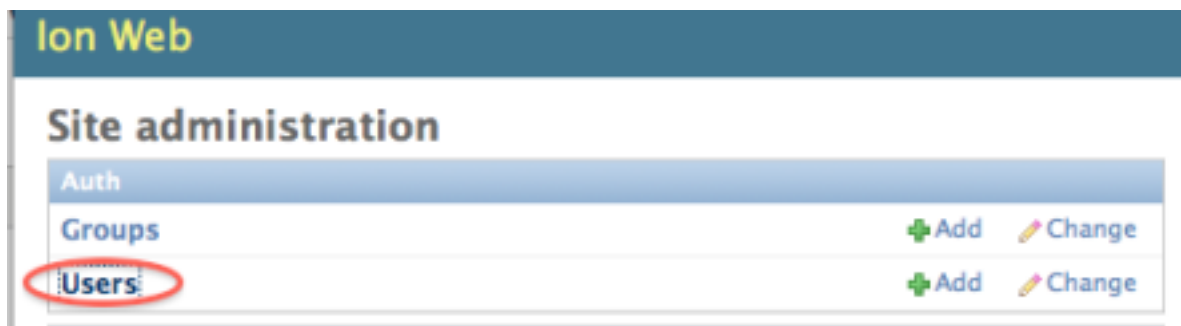 Ion Web
Site administration
Auth
Groups Add Change
Users Add Change